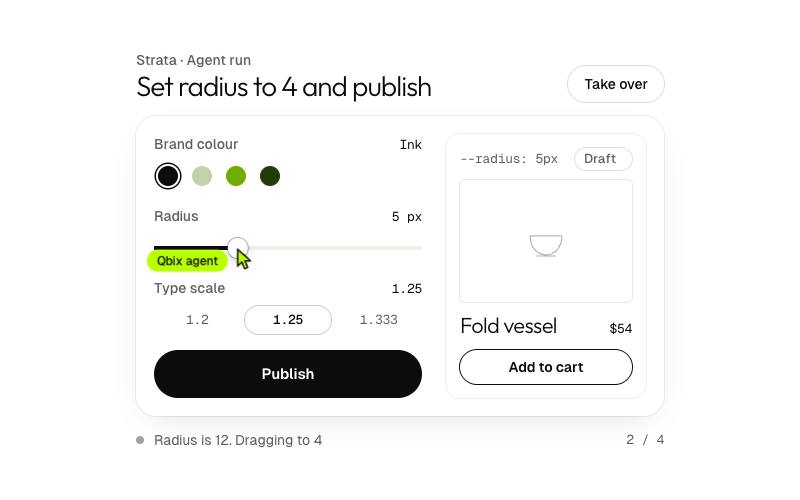 Strata · Agent run
Set radius to 4 and publish
Take over
Brand colour
Ink
Radius
5 px
Qbix agent
Type scale
1.25
1.2
1.25
1.333
Publish
--radius: 5px
Draft
Fold vessel
$54
Add to cart
Radius is 12. Dragging to 4
2 / 4